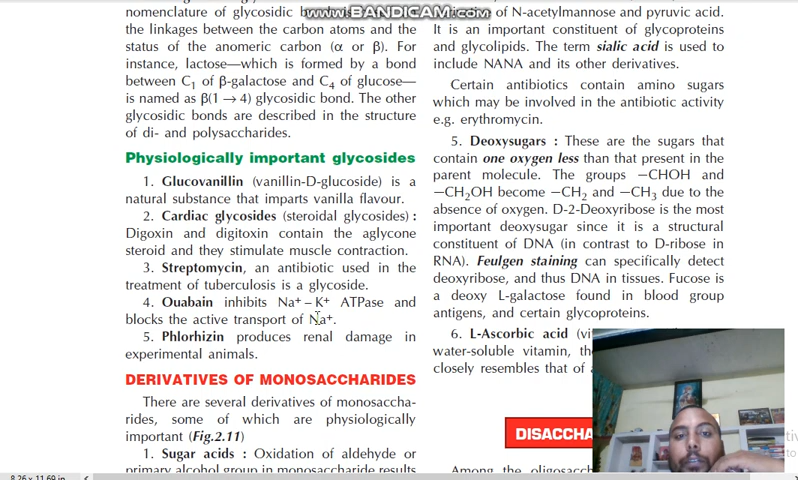 nomenclature of glycosidic
the linkages between the carbon atoms and the
status of the anomeric carbon (α or β). For
instance, lactose—which is formed by a bond
between C₁ of β-galactose and C₄ of glucose—
is named as β(1 → 4) glycosidic bond. The other
glycosidic bonds are described in the structure
of di- and polysaccharides.
Physiologically important glycosides
1. Glucovanillin (vanillin-D-glucoside) is a
natural substance that imparts vanilla flavour.
2. Cardiac glycosides (steroidal glycosides) :
Digoxin and digitoxin contain the aglycone
steroid and they stimulate muscle contraction.
3. Streptomycin, an antibiotic used in the
treatment of tuberculosis is a glycoside.
4. Ouabain inhibits Na⁺ – K⁺ ATPase and
blocks the active transport of Na⁺.
5. Phlorhizin produces renal damage in
experimental animals.
DERIVATIVES OF MONOSACCHARIDES
There are several derivatives of monosaccha-
rides, some of which are physiologically
important (Fig.2.11)
1. Sugar acids : Oxidation of aldehyde or
primary alcohol group in monosaccharide results
8.26 x 11.69 in
www.BANDICAM.com
of N-acetylmannose and pyruvic acid.
It is an important constituent of glycoproteins
and glycolipids. The term sialic acid is used to
include NANA and its other derivatives.
Certain antibiotics contain amino sugars
which may be involved in the antibiotic activity
e.g. erythromycin.
5. Deoxysugars : These are the sugars that
contain one oxygen less than that present in the
parent molecule. The groups –CHOH and
–CH₂OH become –CH₂ and –CH₃ due to the
absence of oxygen. D-2-Deoxyribose is the most
important deoxysugar since it is a structural
constituent of DNA (in contrast to D-ribose in
RNA). Feulgen staining can specifically detect
deoxyribose, and thus DNA in tissues. Fucose is
a deoxy L-galactose found in blood group
antigens, and certain glycoproteins.
6. L-Ascorbic acid
water-soluble vitamin,
closely resembles that of
DISACCHA
Among the